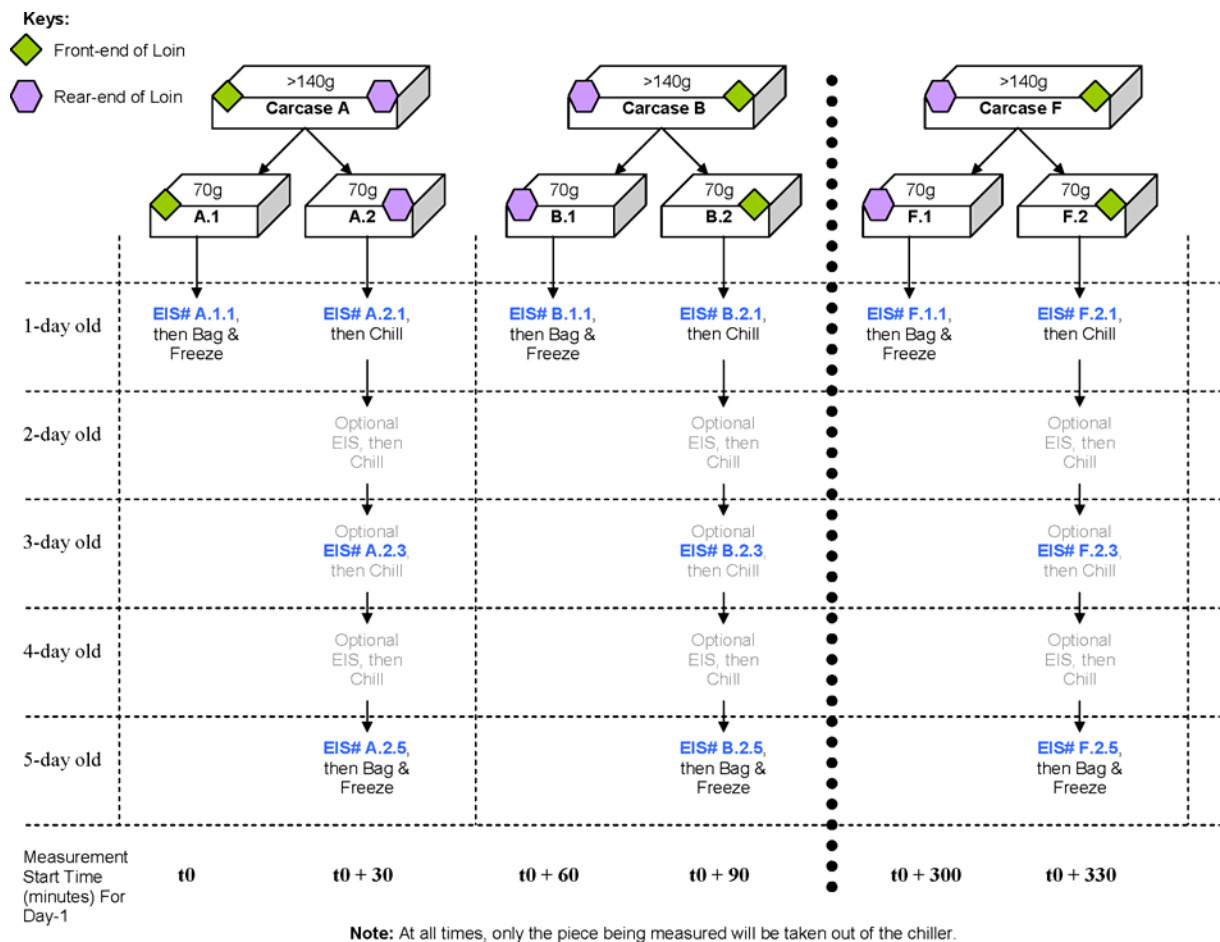 Keys:
Front-end of Loin
Rear-end of Loin
>140g
Carcase A
>140g
Carcase B
>140g
Carcase F
70g
A.1
70g
A.2
70g
B.1
70g
B.2
70g
F.1
70g
F.2
1-day old
EIS# A.1.1,
then Bag &
Freeze
EIS# A.2.1,
then Chill
EIS# B.1.1,
then Bag &
Freeze
EIS# B.2.1,
then Chill
EIS# F.1.1,
then Bag &
Freeze
EIS# F.2.1,
then Chill
2-day old
Optional
EIS, then
Chill
Optional
EIS, then
Chill
Optional
EIS, then
Chill
3-day old
Optional
EIS# A.2.3,
then Chill
Optional
EIS# B.2.3,
then Chill
Optional
EIS# F.2.3,
then Chill
4-day old
Optional
EIS, then
Chill
Optional
EIS, then
Chill
Optional
EIS, then
Chill
5-day old
EIS# A.2.5,
then Bag &
Freeze
EIS# B.2.5,
then Bag &
Freeze
EIS# F.2.5,
then Bag &
Freeze
Measurement
Start Time
(minutes) For
Day-1
t0
t0 + 30
t0 + 60
t0 + 90
t0 + 300
t0 + 330
Note: At all times, only the piece being measured will be taken out of the chiller.